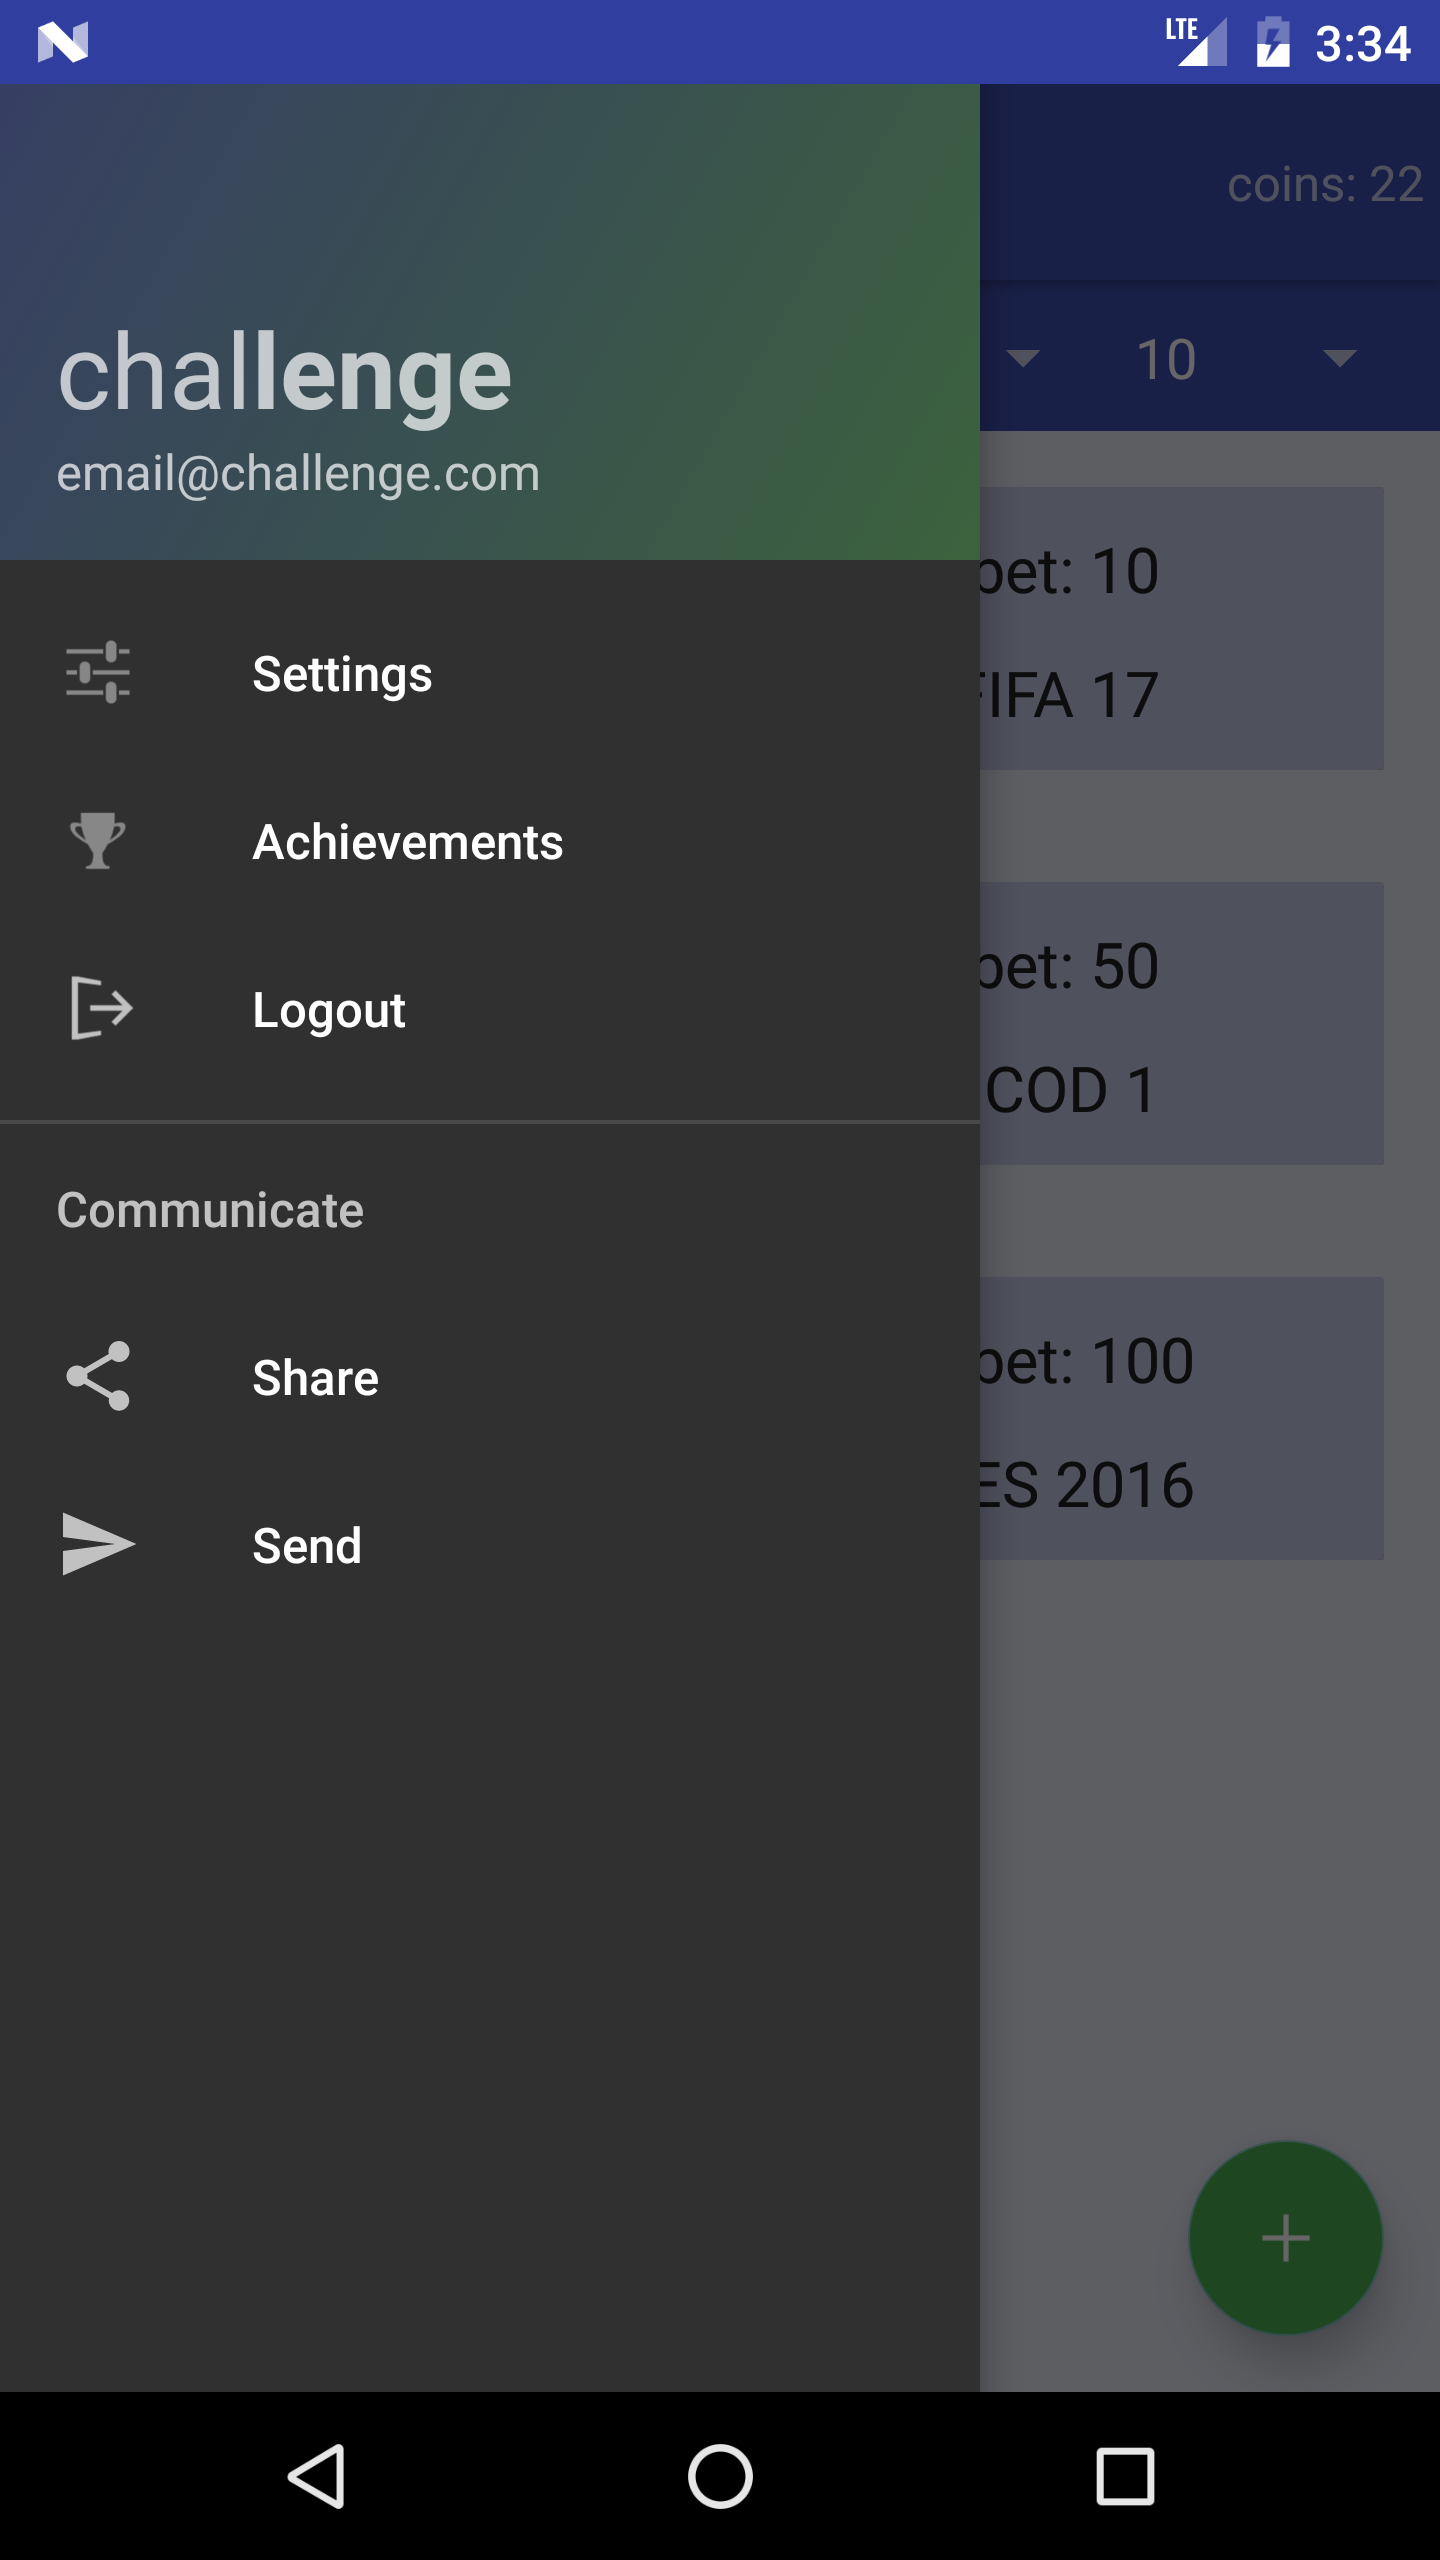 LTE 3:34
coins: 22
10
challenge
email@challenge.com
bet: 10
Settings
FIFA 17
Achievements
bet: 50
Logout
COD 1
Communicate
bet: 100
Share
ES 2016
Send